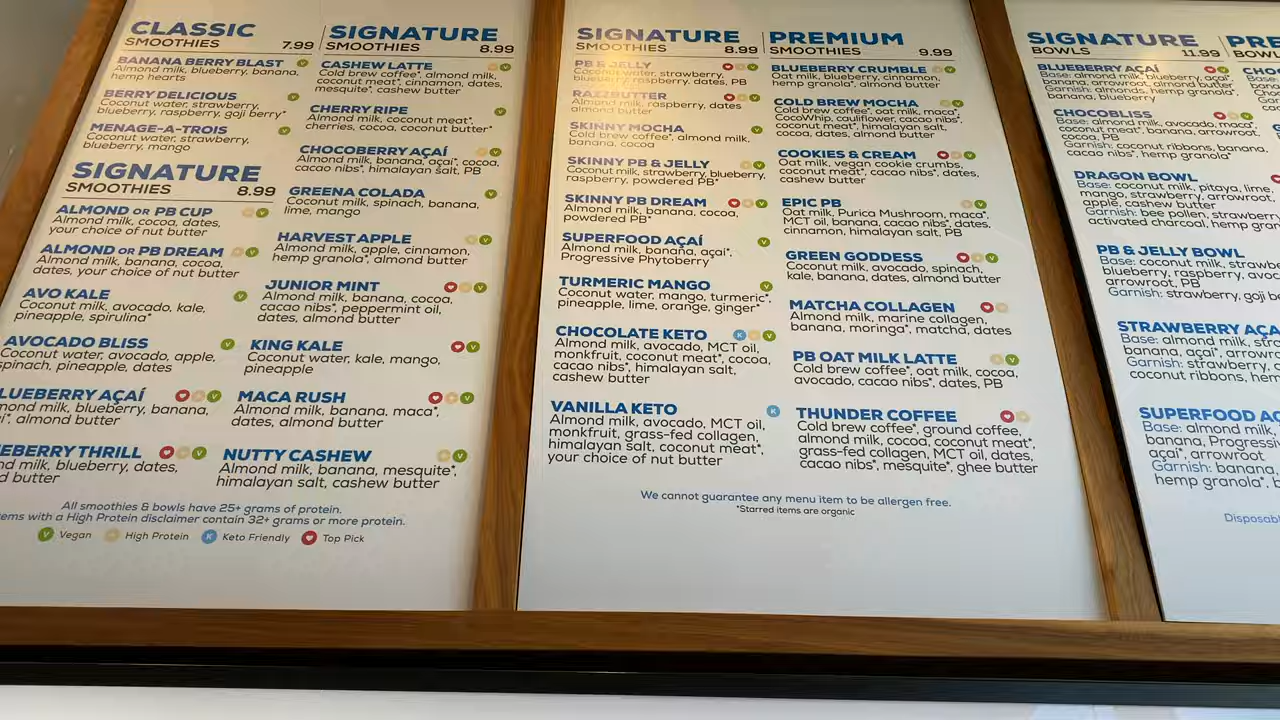 CLASSIC
SMOOTHIES 7.99
BANANA BERRY BLAST
Almond milk, blueberry, banana,
hemp hearts
BERRY DELICIOUS
Coconut water, strawberry,
blueberry, raspberry, goji berry*
MENAGE-A-TROIS
Coconut water, strawberry,
blueberry, mango
SIGNATURE
SMOOTHIES 8.99
ALMOND OR PB CUP
Almond milk, cocoa, dates,
your choice of nut butter
ALMOND OR PB DREAM
Almond milk, banana, cocoa,
dates, your choice of nut butter
AVO KALE
Coconut milk, avocado, kale,
pineapple, spirulina*
AVOCADO BLISS
Coconut water, avocado, apple,
spinach, pineapple, dates
LUEBERRY AÇAÍ
mond milk, blueberry, banana,
almond butter
EBERRY THRILL
d milk, blueberry, dates,
d butter
SIGNATURE
SMOOTHIES 8.99
CASHEW LATTE
Cold brew coffee*, almond milk,
coconut meat*, cinnamon, dates,
mesquite*, cashew butter
CHERRY RIPE
Almond milk, coconut meat*,
cherries, cacao coconut butter*
CHOCOBERRY AÇAÍ
Almond milk, banana, açaí*, cocoa,
cacao nibs*, himalayan salt, PB
GREENA COLADA
Coconut milk, spinach, banana,
lime, mango
HARVEST APPLE
Almond milk, apple, cinnamon,
hemp granola*, almond butter
JUNIOR MINT
Almond milk, banana, cocoa,
cacao nibs*, peppermint oil,
dates, almond butter
KING KALE
Coconut water, kale, mango,
pineapple
MACA RUSH
Almond milk, banana, maca*,
dates, almond butter
NUTTY CASHEW
Almond milk, banana, mesquite*,
himalayan salt, cashew butter
All smoothies & bowls have 25+ grams of protein.
ems with a High Protein disclaimer contain 32+ grams or more protein.
V Vegan High Protein K Keto Friendly Top Pick
SIGNATURE
SMOOTHIES 8.99
PB & JELLY
Coconut water, strawberry,
blueberry, raspberry, dates, PB
RAZZBUTTER
Almond milk, raspberry, dates
almond butter
SKINNY MOCHA
Cold brew coffee*, almond milk,
banana, cocoa
SKINNY PB & JELLY
Coconut milk, strawberry, blueberry,
raspberry, powdered PB*
SKINNY PB DREAM
Almond milk, banana, cocoa,
powdered PB*
SUPERFOOD AÇAÍ
Almond milk, banana, açaí*,
Progressive Phytoberry
TURMERIC MANGO
Coconut water, mango, turmeric*,
pineapple, lime, orange, ginger*
CHOCOLATE KETO
Almond milk, avocado, MCT oil,
monkfruit, coconut meat*, cocoa,
cacao nibs*, himalayan salt,
cashew butter
VANILLA KETO
Almond milk, avocado, MCT oil,
monkfruit, grass-fed collagen,
himalayan salt, coconut meat*,
your choice of nut butter
PREMIUM
SMOOTHIES 9.99
BLUEBERRY CRUMBLE
Oat milk, blueberry, cinnamon,
hemp granola*, almond butter
COLD BREW MOCHA
Cold brew coffee*, oat milk, maca*,
CocoWhip, cauliflower, cacao nibs*,
coconut meat*, himalayan salt,
cocoa, dates, almond butter
COOKIES & CREAM
Oat milk, vegan cookie crumbs,
coconut meat*, cacao nibs*, dates,
cashew butter
EPIC PB
Oat milk, Purica Mushroom, maca*,
MCT oil, banana, cacao nibs*, dates,
cinnamon, himalayan salt, PB
GREEN GODDESS
Coconut milk, avocado, spinach,
kale, banana, dates, almond butter
MATCHA COLLAGEN
Almond milk, marine collagen,
banana, moringa*, matcha, dates
PB OAT MILK LATTE
Cold brew coffee*, oat milk, cocoa,
avocado, cacao nibs*, dates, PB
THUNDER COFFEE
Cold brew coffee*, ground coffee,
almond milk, cocoa, coconut meat*,
grass-fed collagen, MCT oil, dates,
cacao nibs*, mesquite*, ghee butter
We cannot guarantee any menu item to be allergen free.
*Starred items are organic
SIGNATURE
BOWLS 11.99
BLUEBERRY AÇAÍ
Base: almond milk, blueberry, açaí*,
banana, arrowroot, almond butter
Garnish: almonds, hemp granola*,
banana, blueberry
CHOCOBLISS
Base: almond milk, avocado, maca*,
coconut meat*, banana, arrowroot,
cocoa, PB
Garnish: coconut ribbons, banana,
cacao nibs*, hemp granola*
DRAGON BOWL
Base: coconut milk, pitaya, lime,
mango, strawberry, coconut meat*,
apple, cashew butter
Garnish: bee pollen, strawberry
activated charcoal, hemp gran
PB & JELLY BOWL
Base: coconut milk, strawbe
blueberry, raspberry, avoc
arrowroot, PB
Garnish: strawberry, goji b
STRAWBERRY AÇA
Base: almond milk, str
banana, açaí*, arrowr
Garnish: strawberry, c
coconut ribbons, hem
SUPERFOOD AÇ
Base: almond milk,
banana, Progressi
açaí*, arrowroot
Garnish: banana,
hemp granola*, b
Disposabl
PRE
BOW
CHO